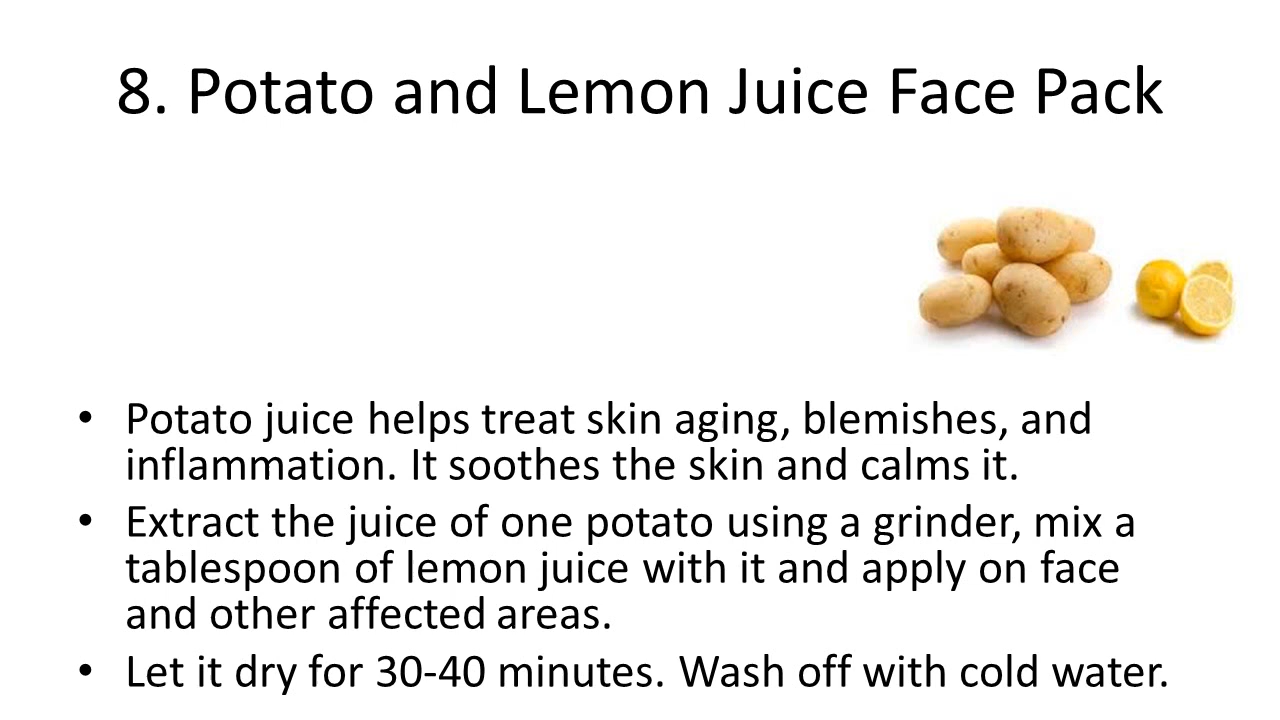 8. Potato and Lemon Juice Face Pack
• Potato juice helps treat skin aging, blemishes, and
inflammation. It soothes the skin and calms it.
• Extract the juice of one potato using a grinder, mix a
tablespoon of lemon juice with it and apply on face
and other affected areas.
• Let it dry for 30-40 minutes. Wash off with cold water.